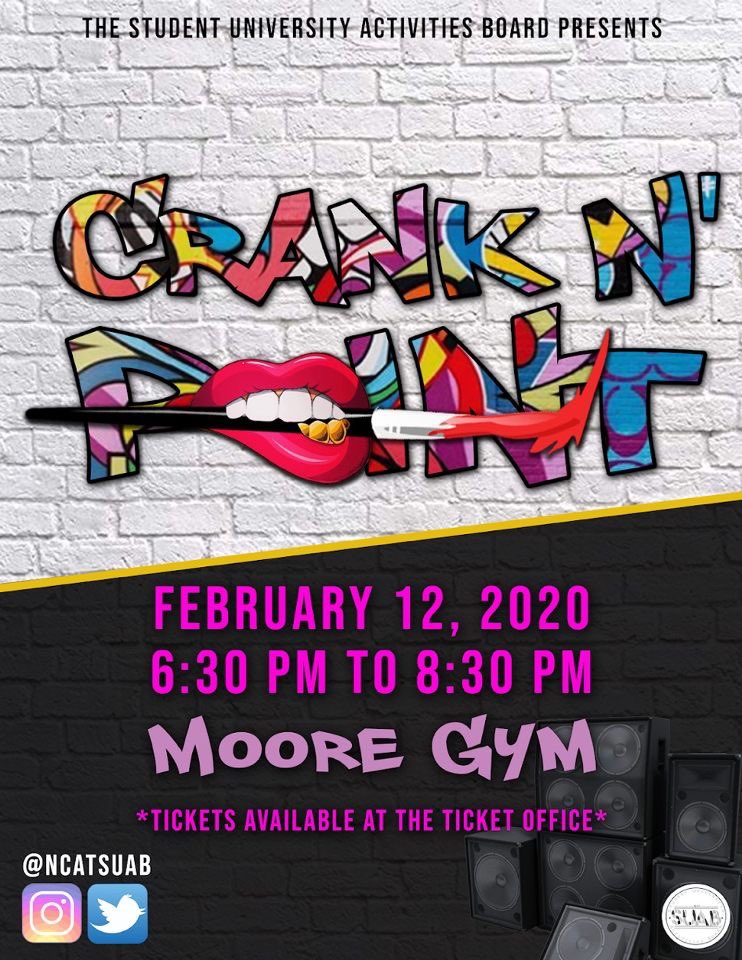 THE STUDENT UNIVERSITY ACTIVITIES BOARD PRESENTS
CRANK N'
PAINT
FEBRUARY 12, 2020
6:30 PM TO 8:30 PM
MOORE GYM
*TICKETS AVAILABLE AT THE TICKET OFFICE*
@NCATSUAB
SUAB